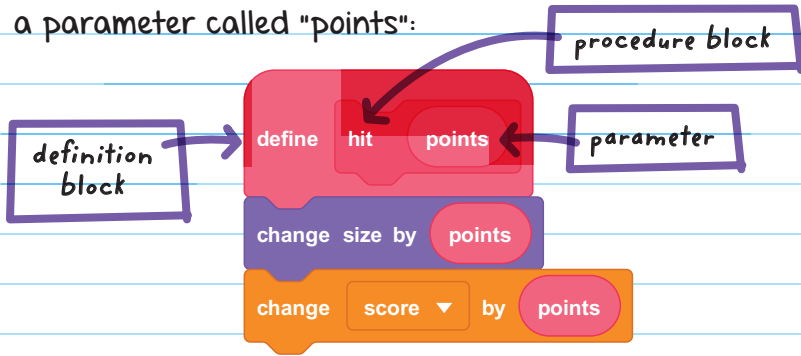 a parameter called "points":
procedure block
define hit points
parameter
definition
block
change size by points
change score by points